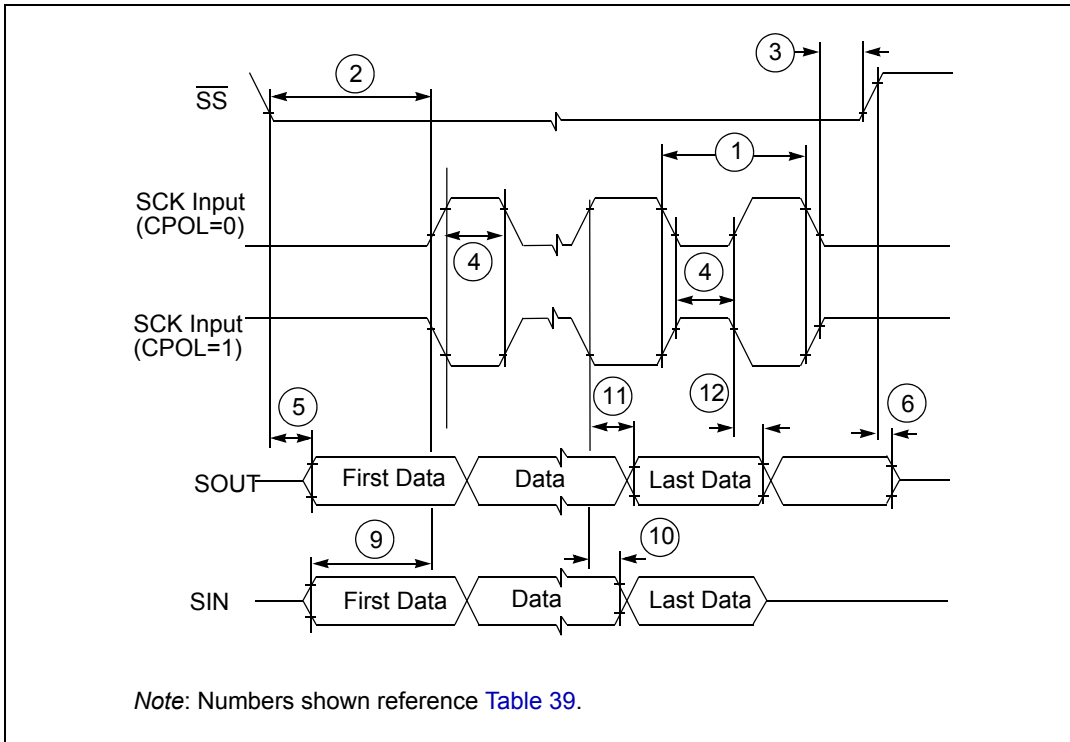 3
2
SS
1
SCK Input
(CPOL=0)
4
4
SCK Input
(CPOL=1)
11
12
5
6
SOUT
First Data
Data
Last Data
9
10
SIN
First Data
Data
Last Data
Note: Numbers shown reference Table 39.